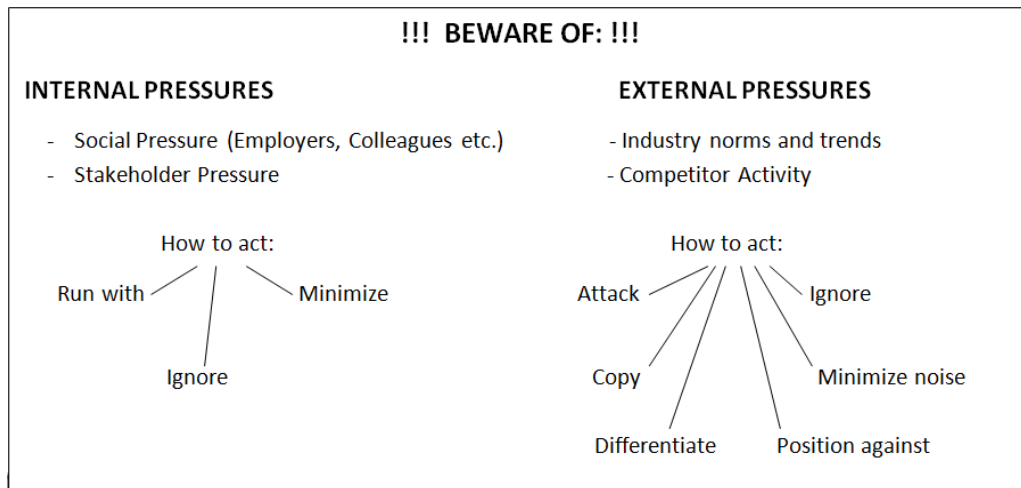 !!! BEWARE OF: !!!
INTERNAL PRESSURES
- Social Pressure (Employers, Colleagues etc.)
- Stakeholder Pressure
How to act:
Run with
Minimize
Ignore
EXTERNAL PRESSURES
- Industry norms and trends
- Competitor Activity
How to act:
Attack
Ignore
Copy
Minimize noise
Differentiate
Position against